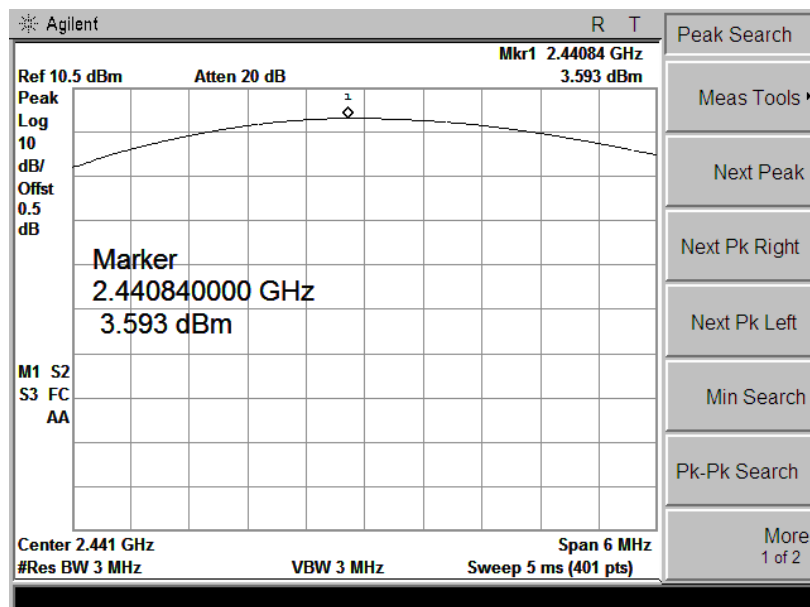 Agilent R T
Mkr1 2.44084 GHz
Ref 10.5 dBm Atten 20 dB 3.593 dBm
Peak
Log
10
dB/
Offst
0.5
dB
1
Marker
2.440840000 GHz
3.593 dBm
M1 S2
S3 FC
AA
Center 2.441 GHz Span 6 MHz
#Res BW 3 MHz VBW 3 MHz Sweep 5 ms (401 pts)
Peak Search
Meas Tools
Next Peak
Next Pk Right
Next Pk Left
Min Search
Pk-Pk Search
More
1 of 2